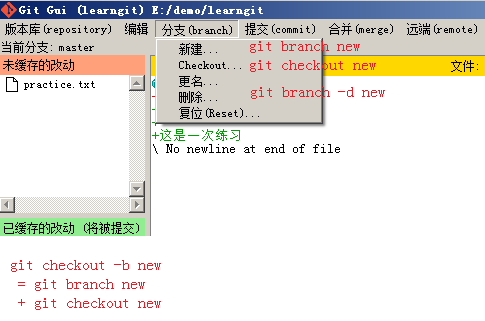 Git Gui (learngit) E:/demo/learngit
版本库(repository) 编辑 分支(branch) 提交(commit) 合并(merge) 远端(remote)
当前分支: master
未缓存的改动
文件:
practice.txt
新建... git branch new
Checkout... git checkout new
更名...
删除... git branch -d new
复位(Reset)...
+这是一次练习
\ No newline at end of file
已缓存的改动 (将被提交)
git checkout -b new
= git branch new
+ git checkout new